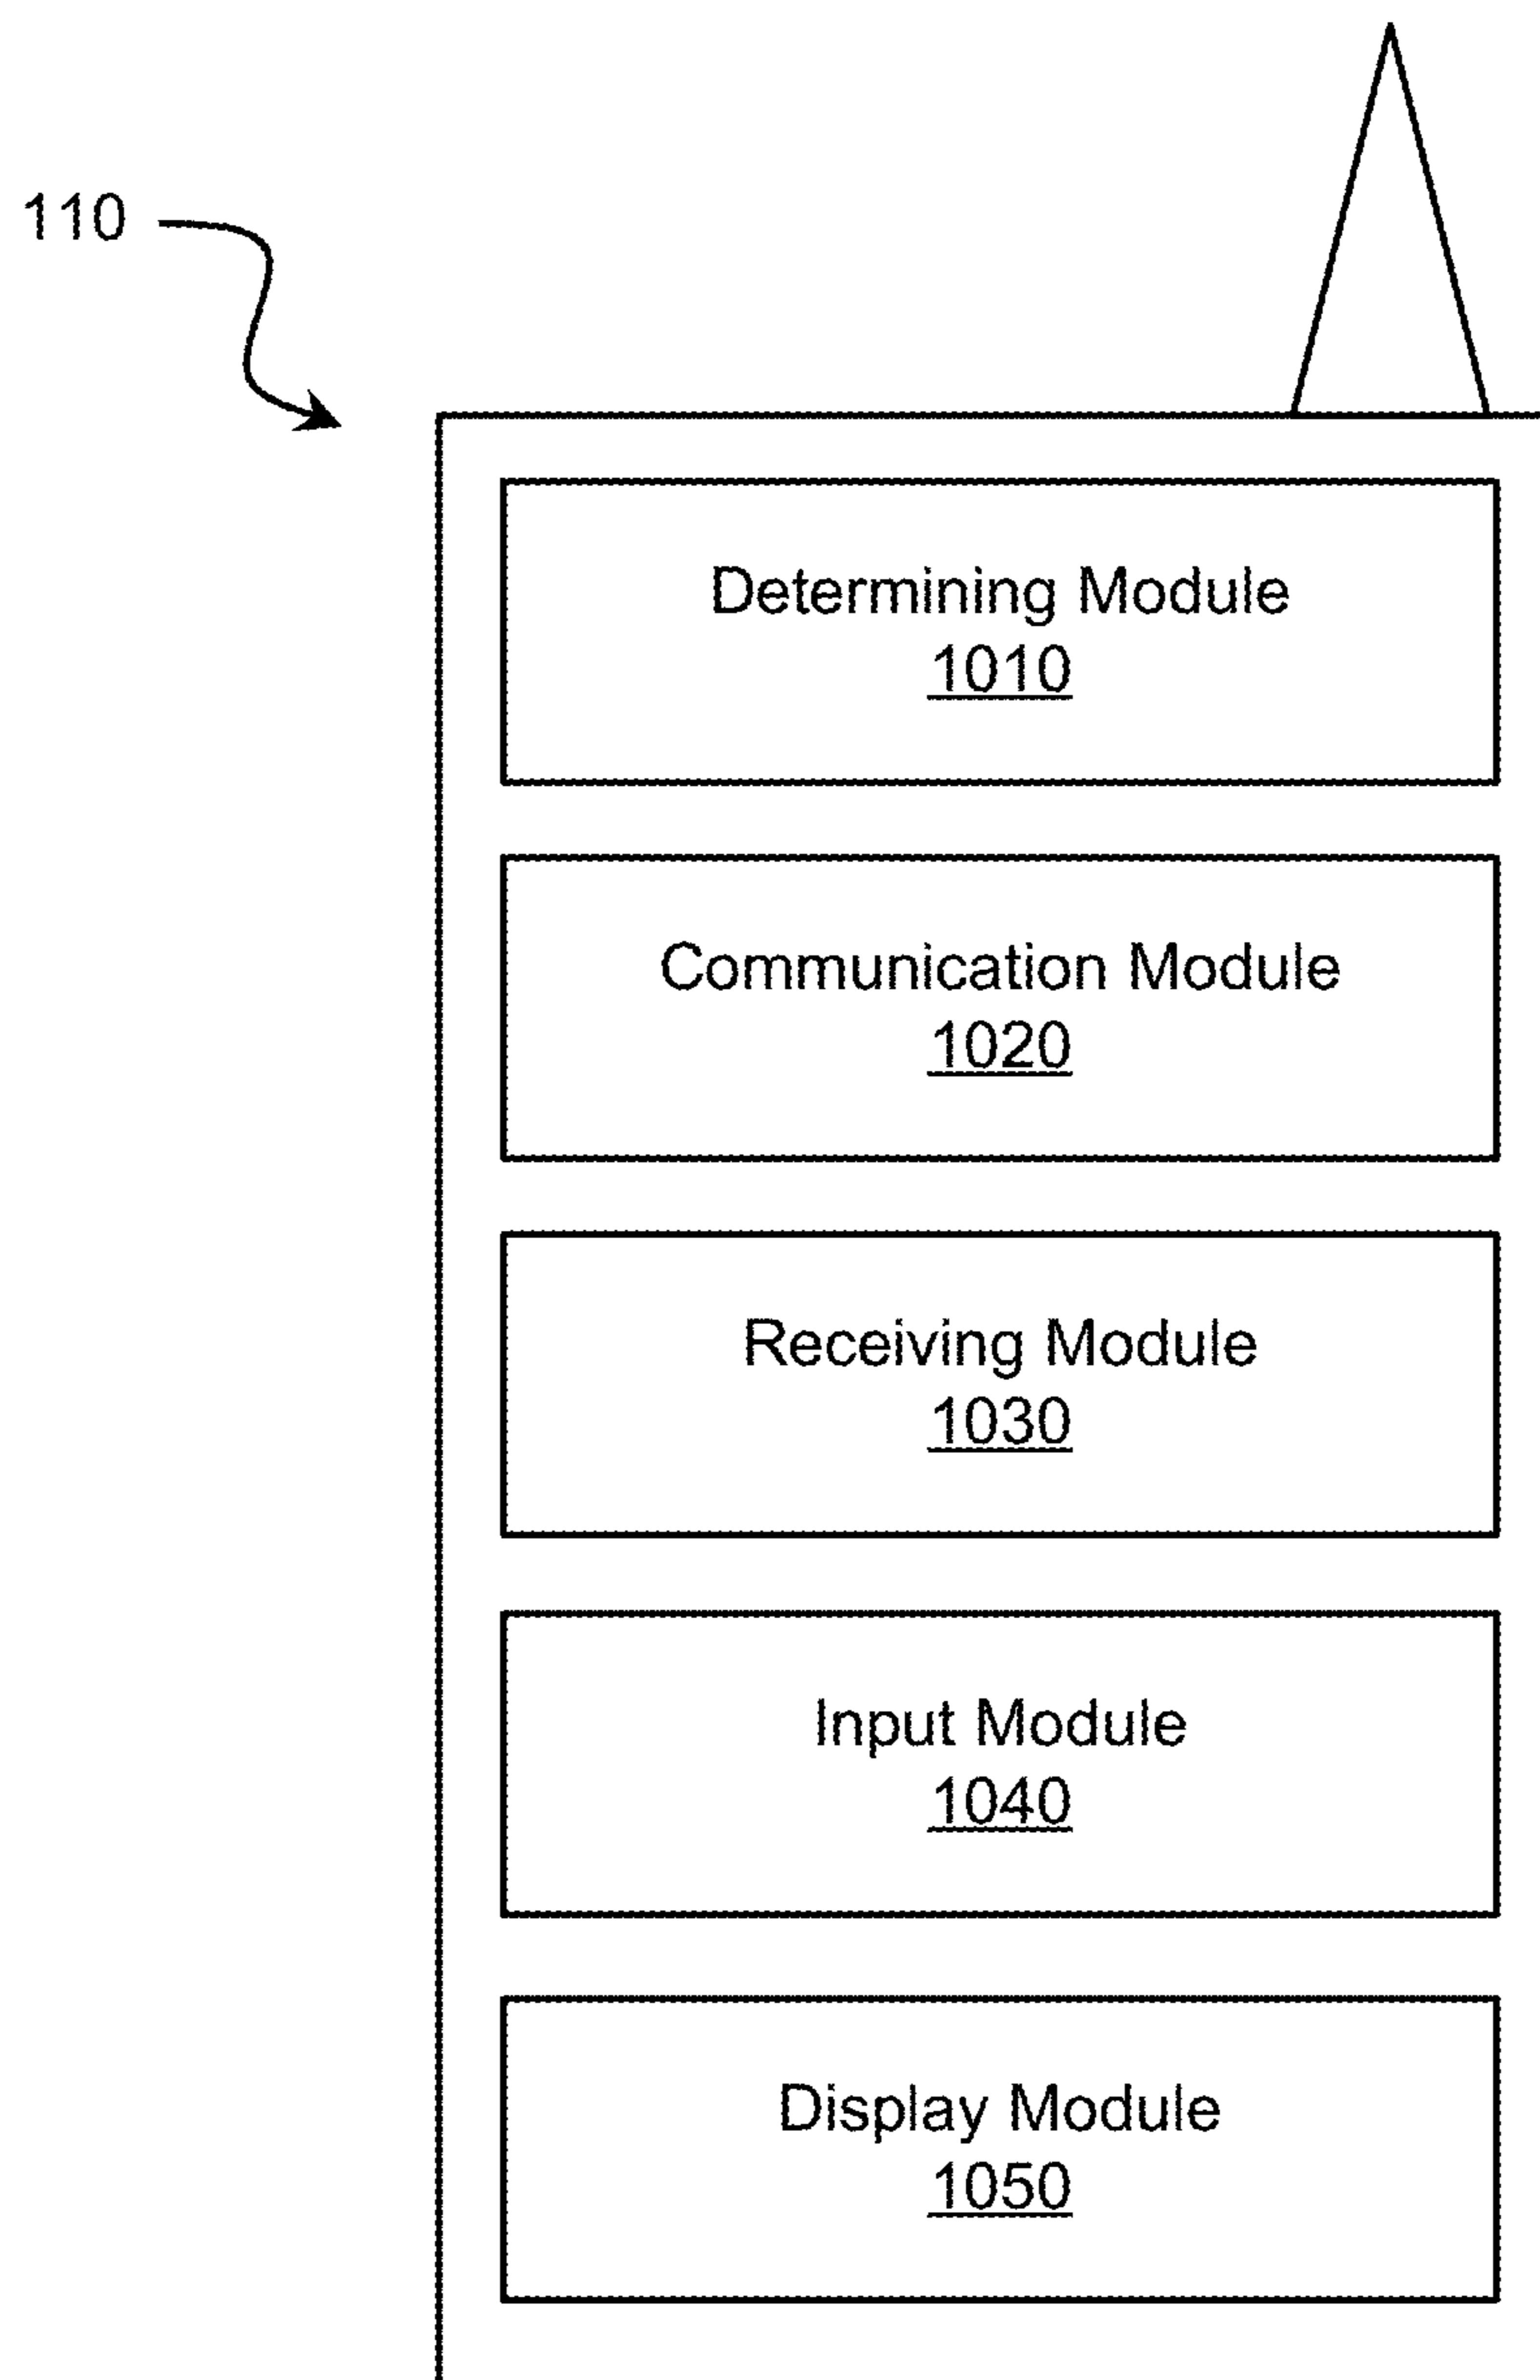 110
Determining Module
1010
Communication Module
1020
Receiving Module
1030
Input Module
1040
Display Module
1050